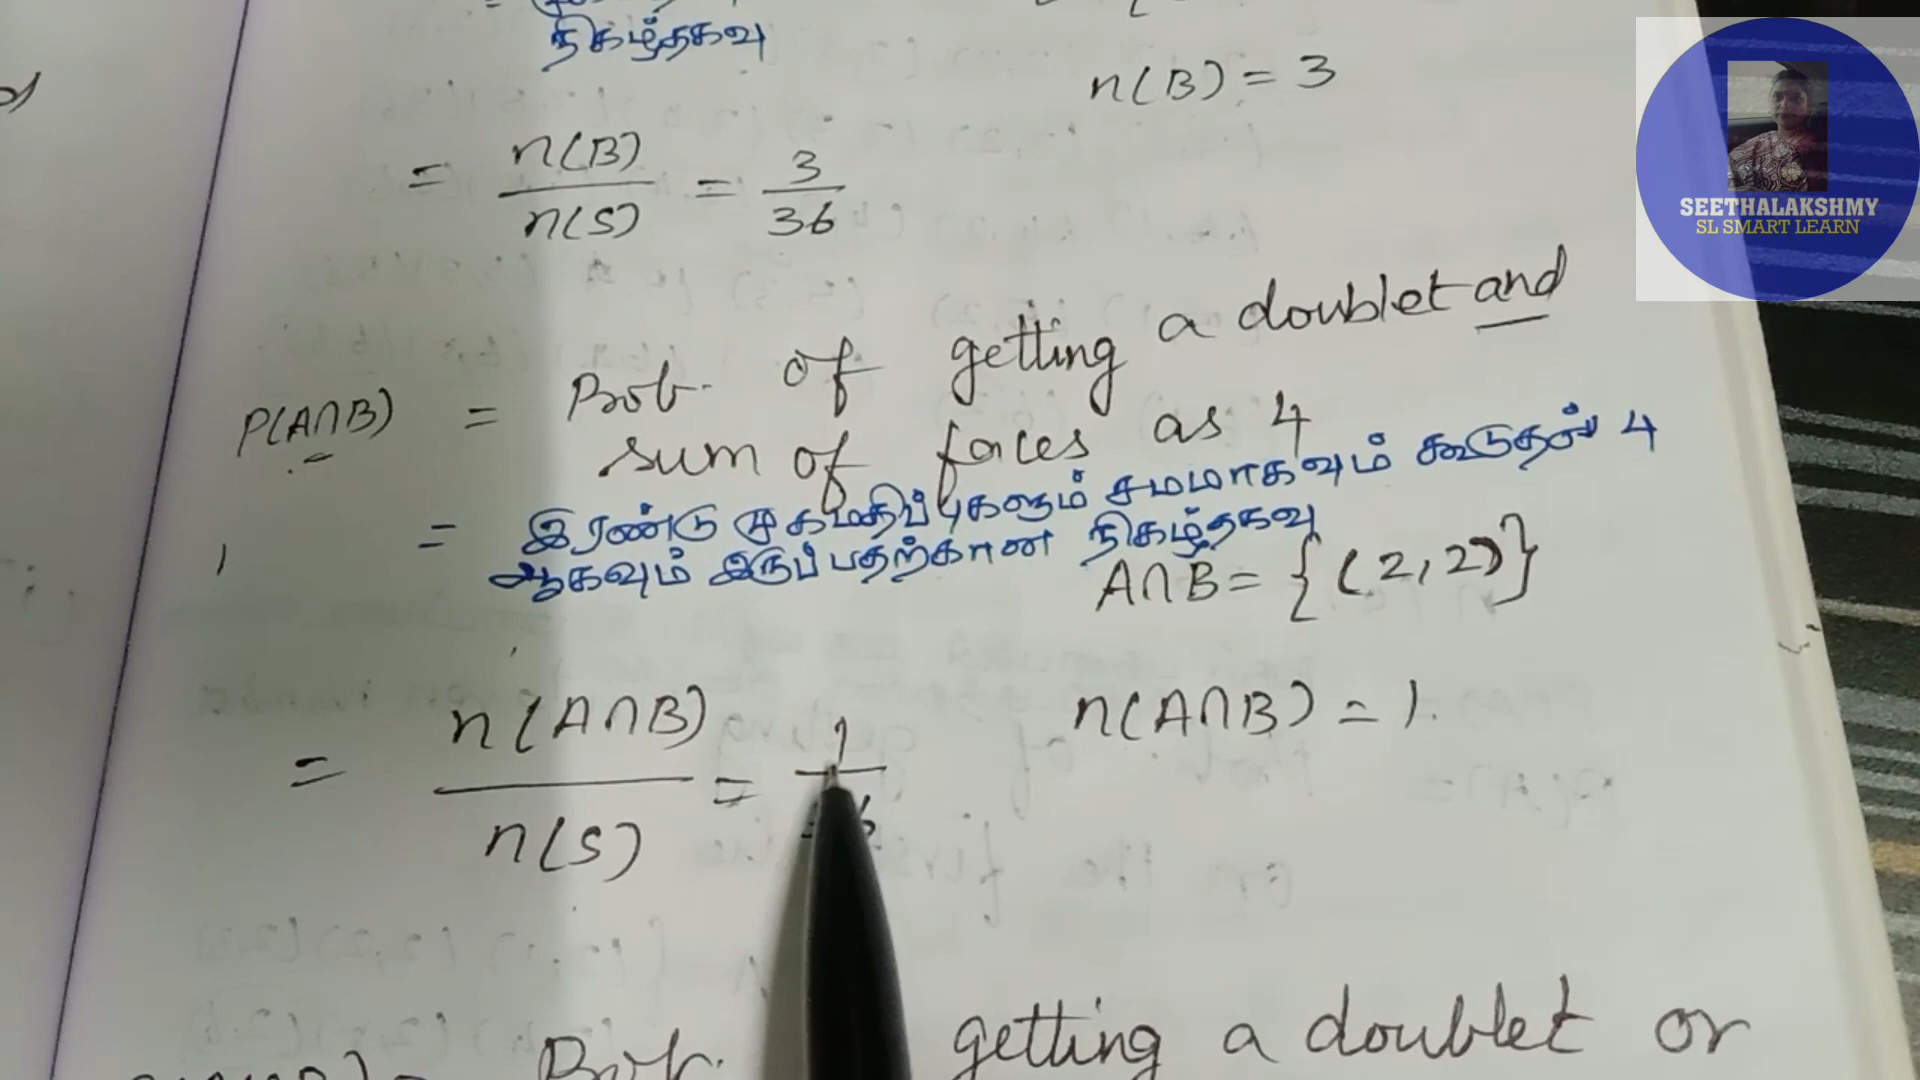 நிகழ்தகவு
n(B) = 3
= n(B)/n(S) = 3/36
P(A∩B) = Prob. of getting a doublet and
sum of faces as 4
= இரண்டு முகமதிப்புகளும் சமமாகவும் கூடுதல் 4
ஆகவும் இருப்பதற்கான நிகழ்தகவு
A∩B = {(2,2)}
= n(A∩B)/n(S) = 1/36
n(A∩B) = 1.
Prob. getting a doublet or
SEETHALAKSHMY
SL SMART LEARN